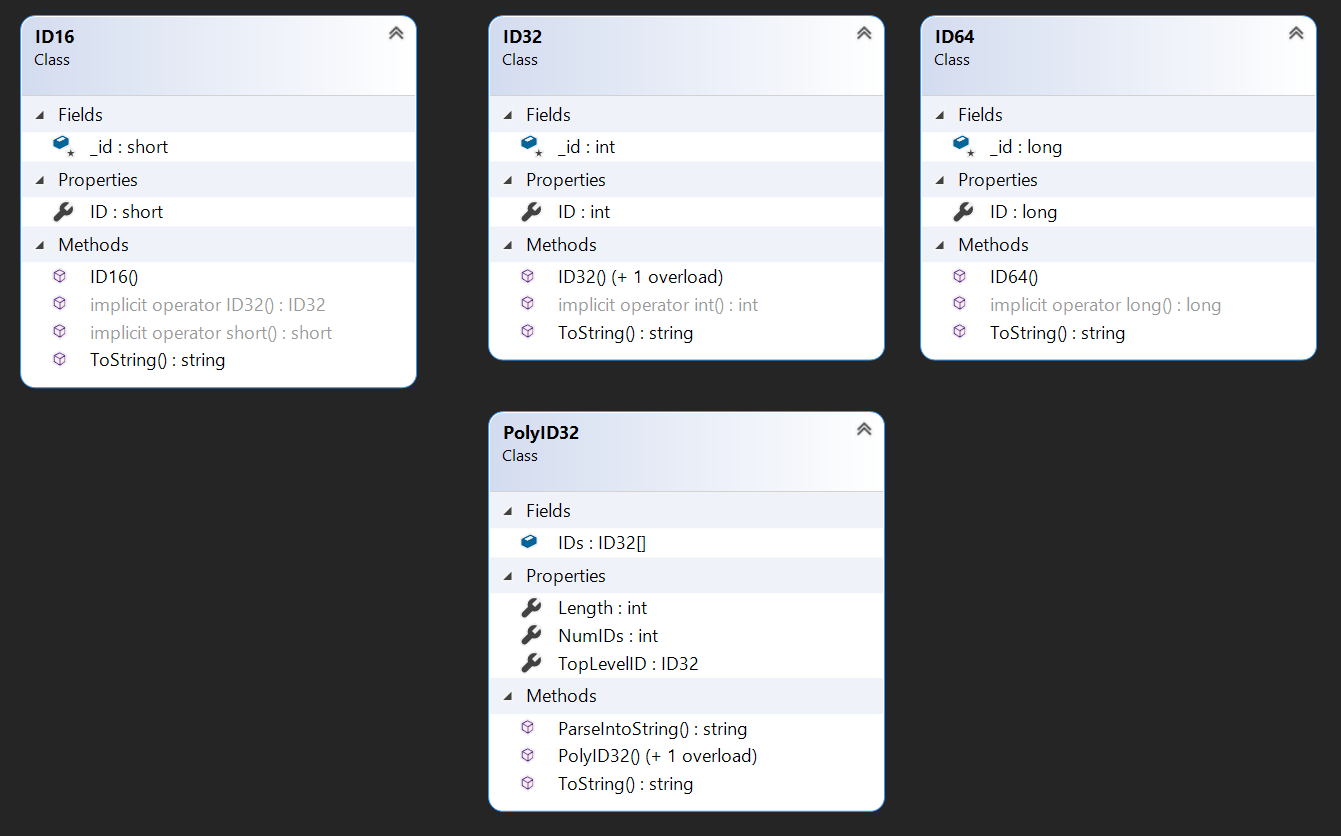 ID16
Class
Fields
_id : short
Properties
ID : short
Methods
ID16()
implicit operator ID32() : ID32
implicit operator short() : short
ToString() : string
ID32
Class
Fields
_id : int
Properties
ID : int
Methods
ID32() (+ 1 overload)
implicit operator int() : int
ToString() : string
ID64
Class
Fields
_id : long
Properties
ID : long
Methods
ID64()
implicit operator long() : long
ToString() : string
PolyID32
Class
Fields
IDs : ID32[]
Properties
Length : int
NumIDs : int
TopLevelID : ID32
Methods
ParseIntoString() : string
PolyID32() (+ 1 overload)
ToString() : string